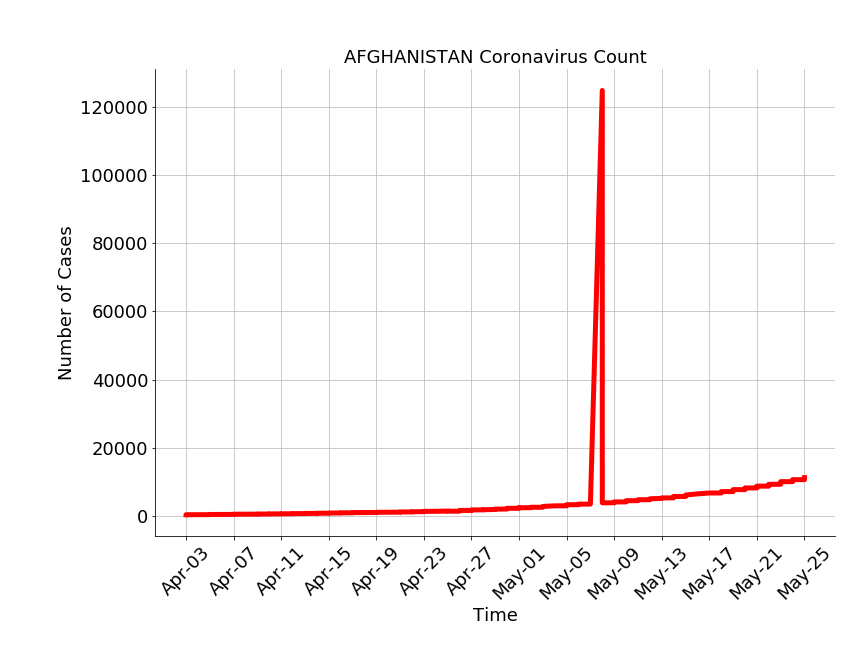 AFGHANISTAN Coronavirus Count
120000
100000
80000
60000
40000
20000
0
Number of Cases
Apr-03
Apr-07
Apr-11
Apr-15
Apr-19
Apr-23
Apr-27
May-01
May-05
May-09
May-13
May-17
May-21
May-25
Time